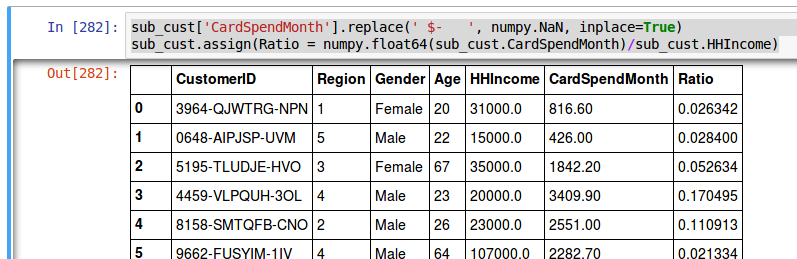 In [282]: sub_cust['CardSpendMonth'].replace(' $-   ', numpy.NaN, inplace=True)
sub_cust.assign(Ratio = numpy.float64(sub_cust.CardSpendMonth)/sub_cust.HHIncome)
Out[282]:
CustomerID Region Gender Age HHIncome CardSpendMonth Ratio
0 3964-QJWTRG-NPN 1 Female 20 31000.0 816.60 0.026342
1 0648-AIPJSP-UVM 5 Male 22 15000.0 426.00 0.028400
2 5195-TLUDJE-HVO 3 Female 67 35000.0 1842.20 0.052634
3 4459-VLPQUH-3OL 4 Male 23 20000.0 3409.90 0.170495
4 8158-SMTQFB-CNO 2 Male 26 23000.0 2551.00 0.110913
5 9662-FUSYIM-1IV 4 Male 64 107000.0 2282.70 0.021334